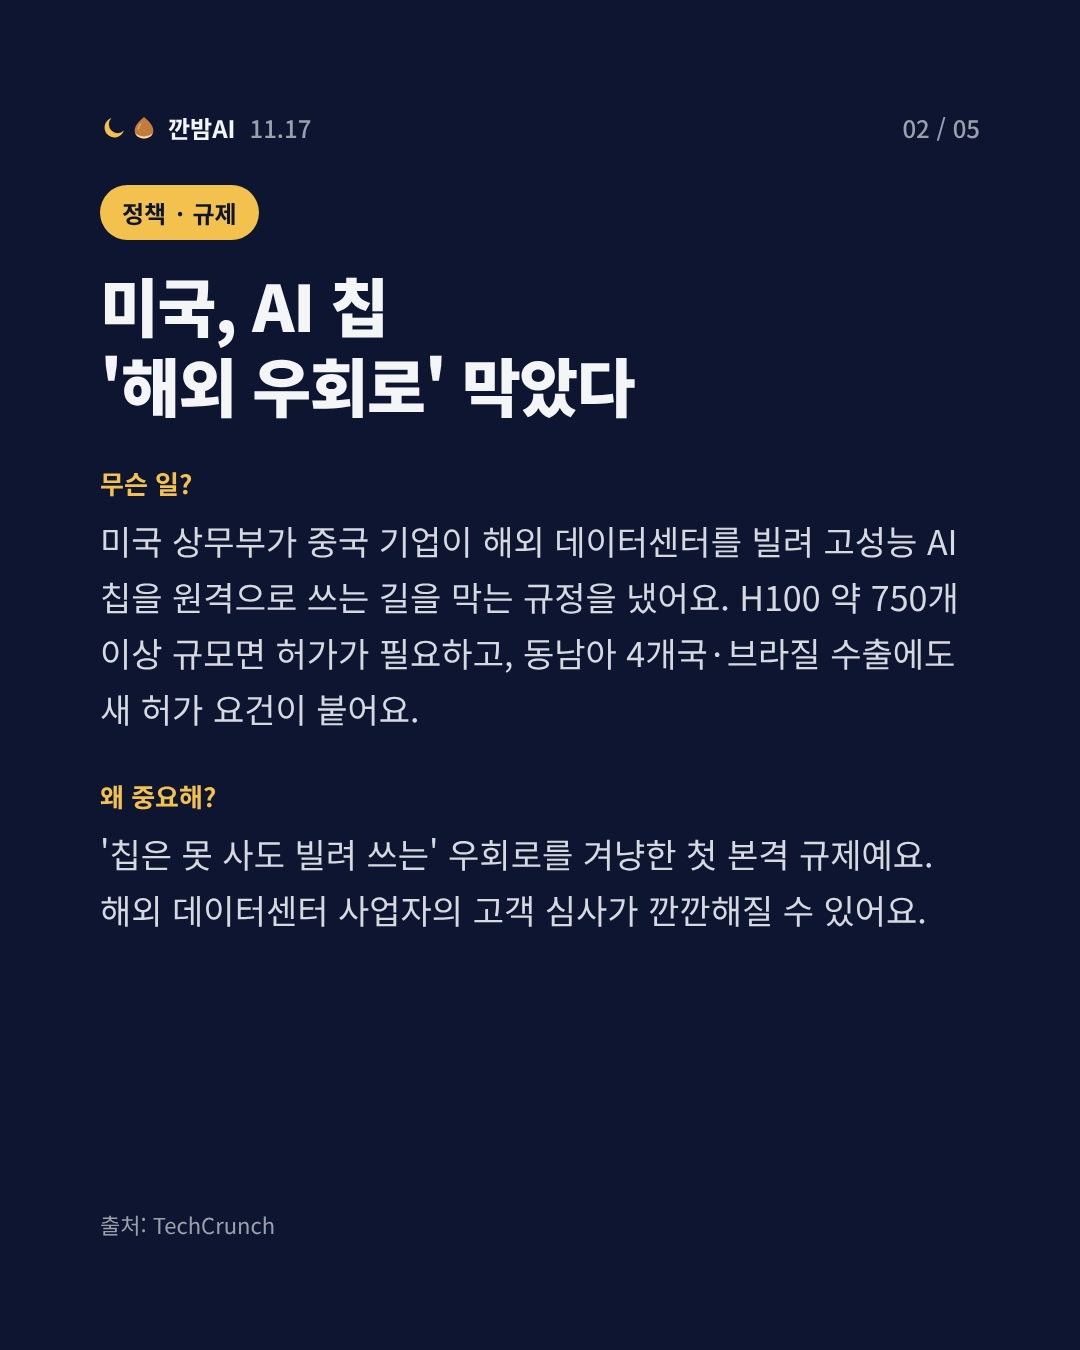 깐밤AI 11.17
02 / 05
정책 · 규제
미국, AI 칩
'해외 우회로' 막았다
무슨 일?
미국 상무부가 중국 기업이 해외 데이터센터를 빌려 고성능 AI
칩을 원격으로 쓰는 길을 막는 규정을 냈어요. H100 약 750개
이상 규모면 허가가 필요하고, 동남아 4개국·브라질 수출에도
새 허가 요건이 붙어요.
왜 중요해?
'칩은 못 사도 빌려 쓰는' 우회로를 겨냥한 첫 본격 규제예요.
해외 데이터센터 사업자의 고객 심사가 깐깐해질 수 있어요.
출처: TechCrunch